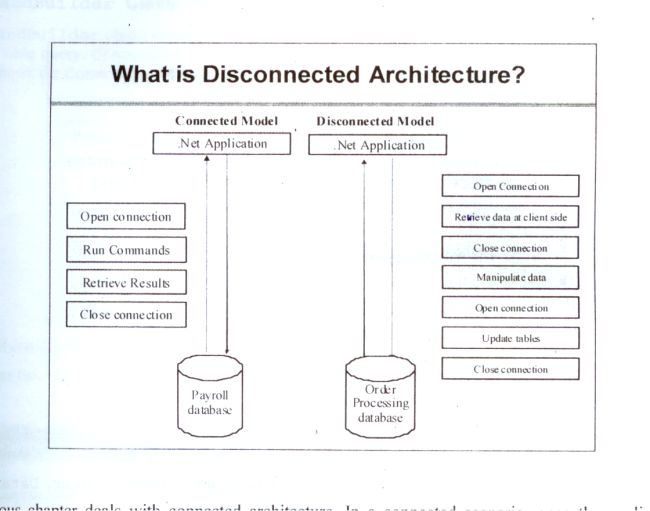 What is Disconnected Architecture?
Connected Model
Disconnected Model
.Net Application
.Net Application
Open connection
Run Commands
Retrieve Results
Close connection
Open Connection
Retrieve data at client side
Close connection
Manipulate data
Open connection
Update tables
Close connection
Payroll
database
Order
Processing
database
chapter deals with connected architecture. In a connected scenario,